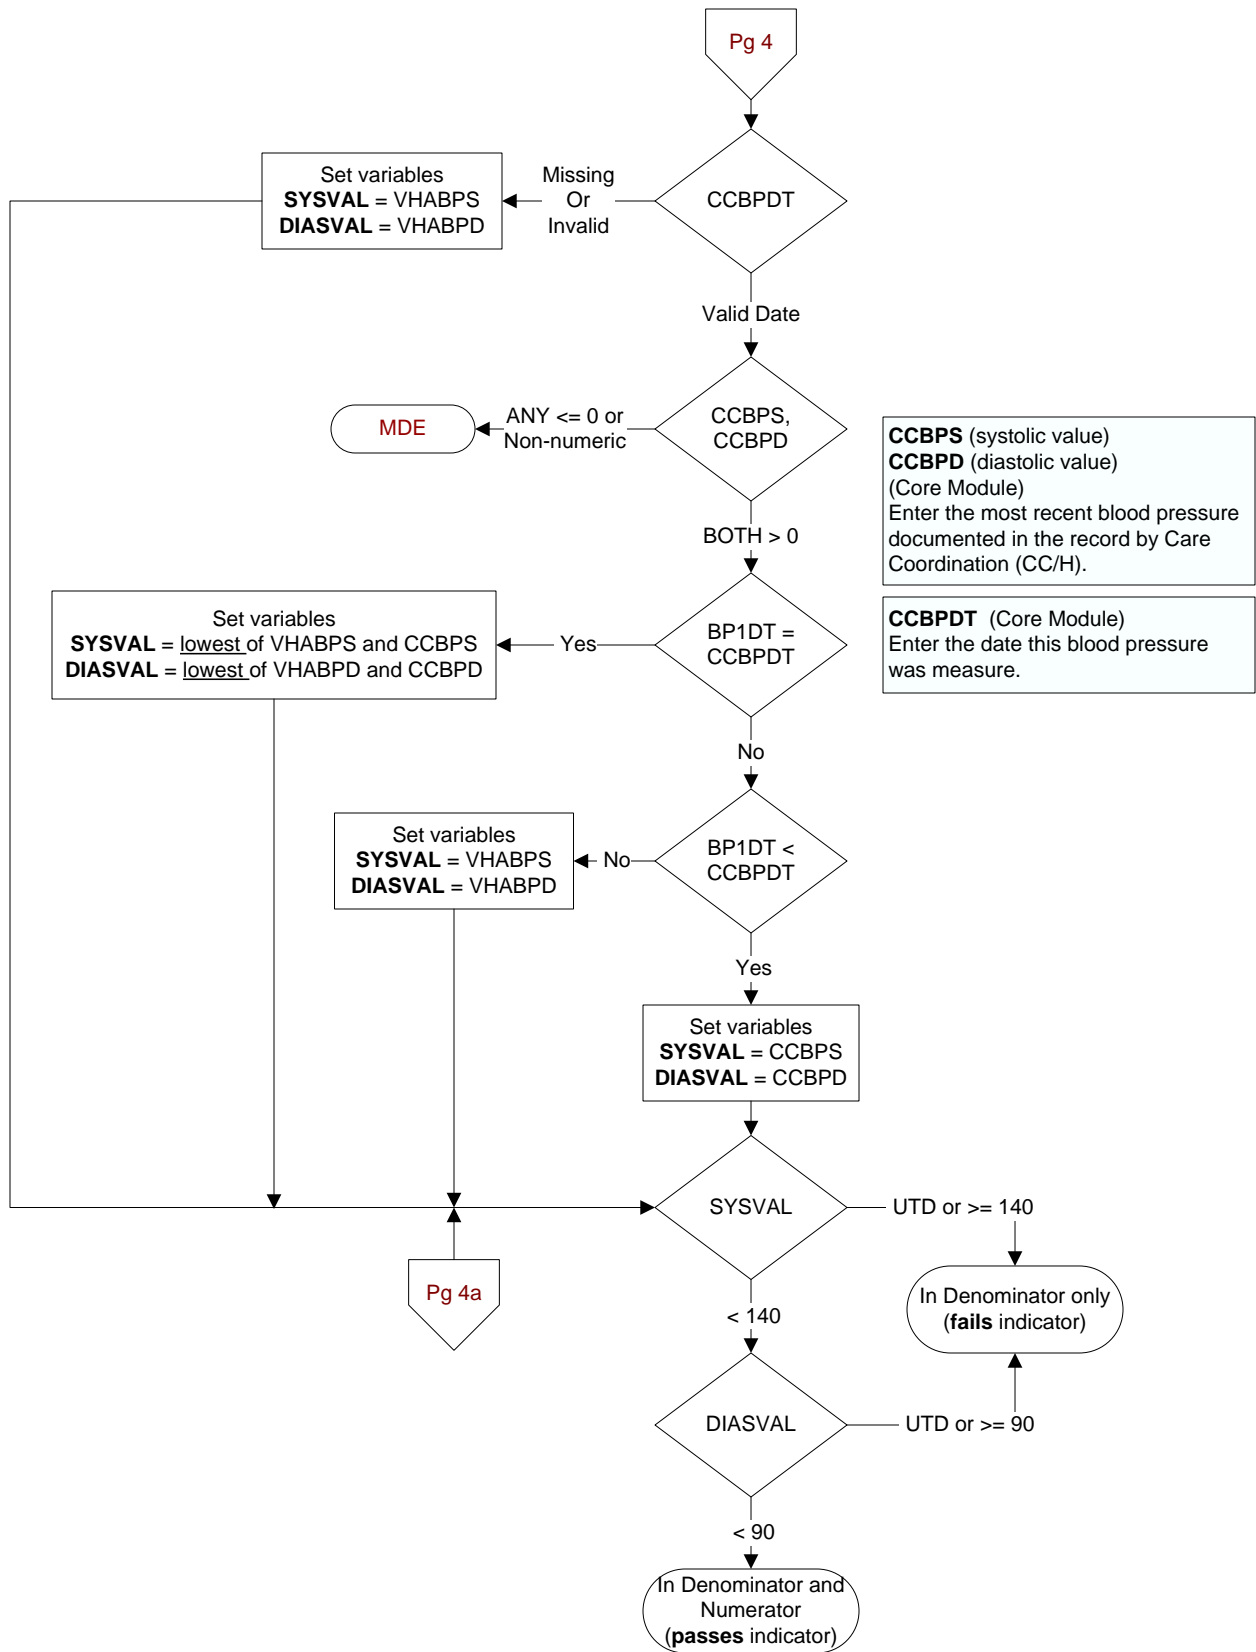 Pg 4
Set variables
SYSVAL = VHABPS
DIASVAL = VHABPD
Missing
Or
Invalid
CCBPDT
Valid Date
MDE
ANY <= 0 or
Non-numeric
CCBPS,
CCBPD
CCBPS (systolic value)
CCBPD (diastolic value)
(Core Module)
Enter the most recent blood pressure
documented in the record by Care
Coordination (CC/H).
BOTH > 0
Set variables
SYSVAL = lowest of VHABPS and CCBPS
DIASVAL = lowest of VHABPD and CCBPD
Yes
BP1DT =
CCBPDT
CCBPDT (Core Module)
Enter the date this blood pressure
was measure.
No
Set variables
SYSVAL = VHABPS
DIASVAL = VHABPD
No
BP1DT <
CCBPDT
Yes
Set variables
SYSVAL = CCBPS
DIASVAL = CCBPD
SYSVAL
UTD or >= 140
Pg 4a
In Denominator only
(fails indicator)
< 140
DIASVAL
UTD or >= 90
< 90
In Denominator and
Numerator
(passes indicator)